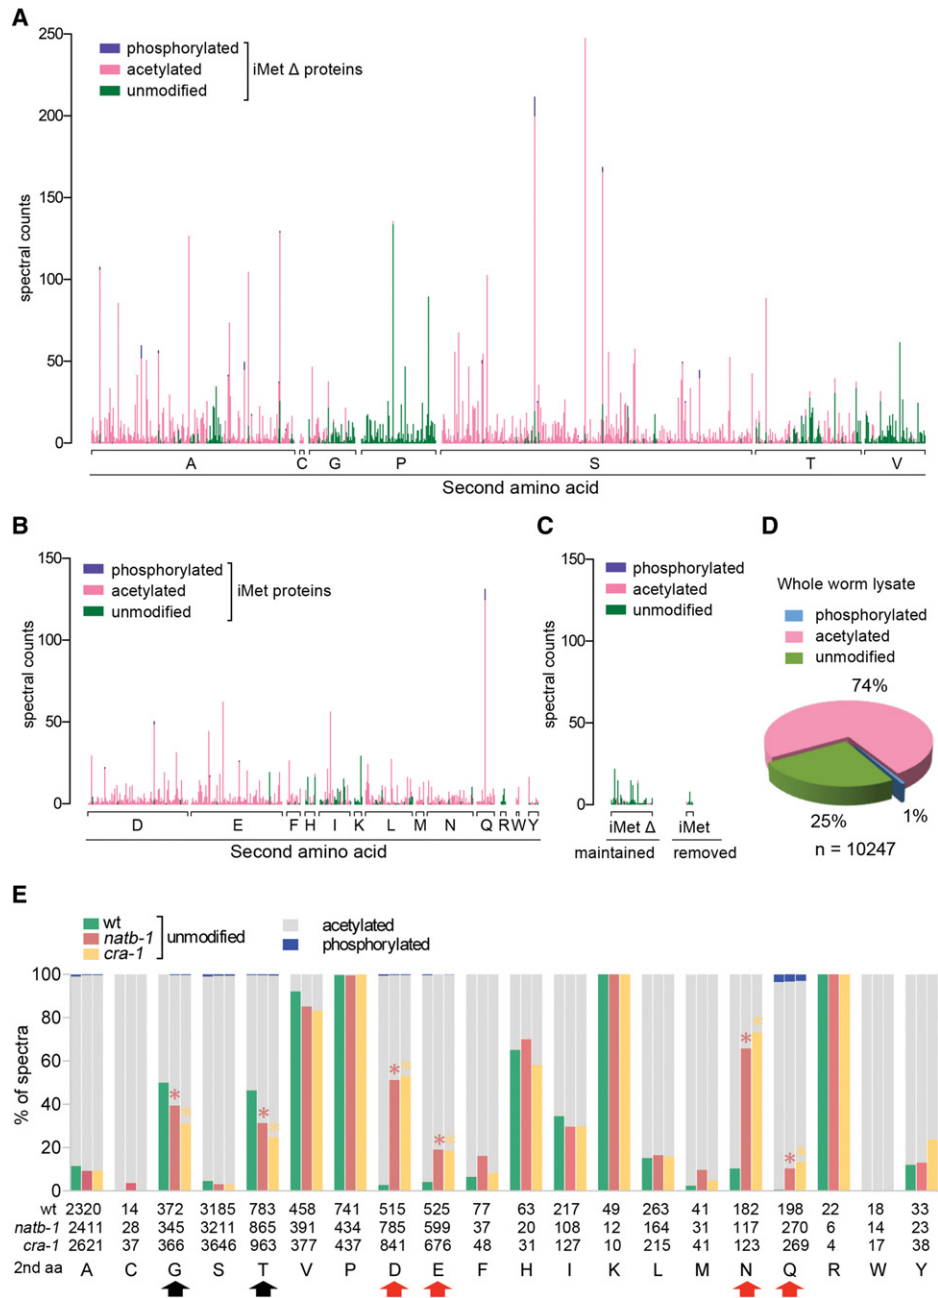 A
250
200
150
100
50
0
spectral counts
phosphorylated
acetylated
unmodified
iMet Δ proteins
A C G P S T V
Second amino acid
B
150
100
50
0
spectral counts
phosphorylated
acetylated
unmodified
iMet proteins
D E F H I K L M N Q R W Y
Second amino acid
C
150
100
50
0
spectral counts
phosphorylated
acetylated
unmodified
iMet Δ iMet
maintained removed
D
Whole worm lysate
phosphorylated
acetylated
unmodified
74%
25%
1%
n = 10247
E
wt
natb-1
cra-1
unmodified
acetylated
phosphorylated
100
80
60
40
20
0
% of spectra
* * * * * *
* * * * * *
wt 2320 14 372 3185 783 458 741 515 525 77 63 217 49 263 41 182 198 22 18 33
natb-1 2411 28 345 3211 865 391 434 785 599 37 20 108 12 164 31 117 270 6 14 23
cra-1 2621 37 366 3646 963 377 437 841 676 48 31 127 10 215 41 123 269 4 17 38
2nd aa A C G S T V P D E F H I K L M N Q R W Y